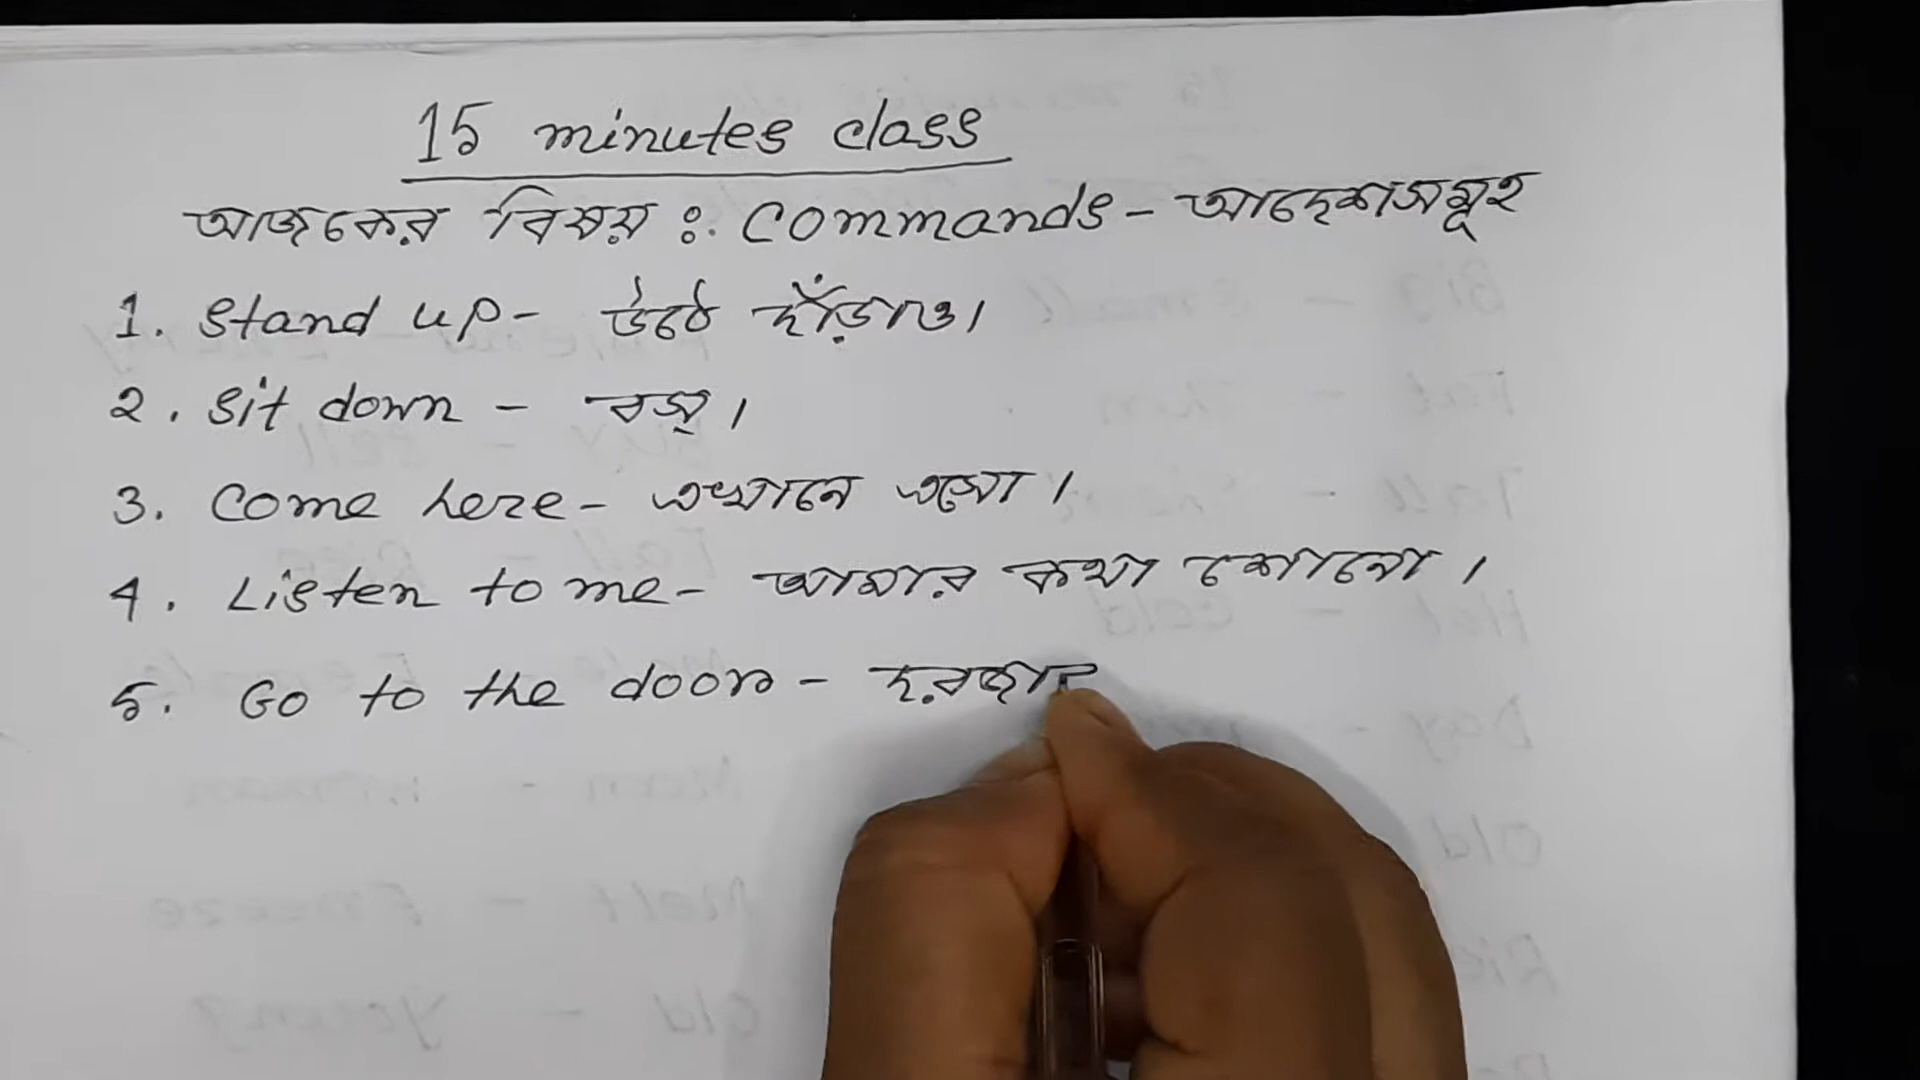 15 minutes class
আজকের বিষয় ঃ. Commands - আদেশসমূহ
1. Stand up - উঠে দাঁড়াও।
2. Sit down - বস্।
3. Come here - এখানে এসো।
4. Listen to me - আমার কথা শোনো।
5. Go to the door - দরজার